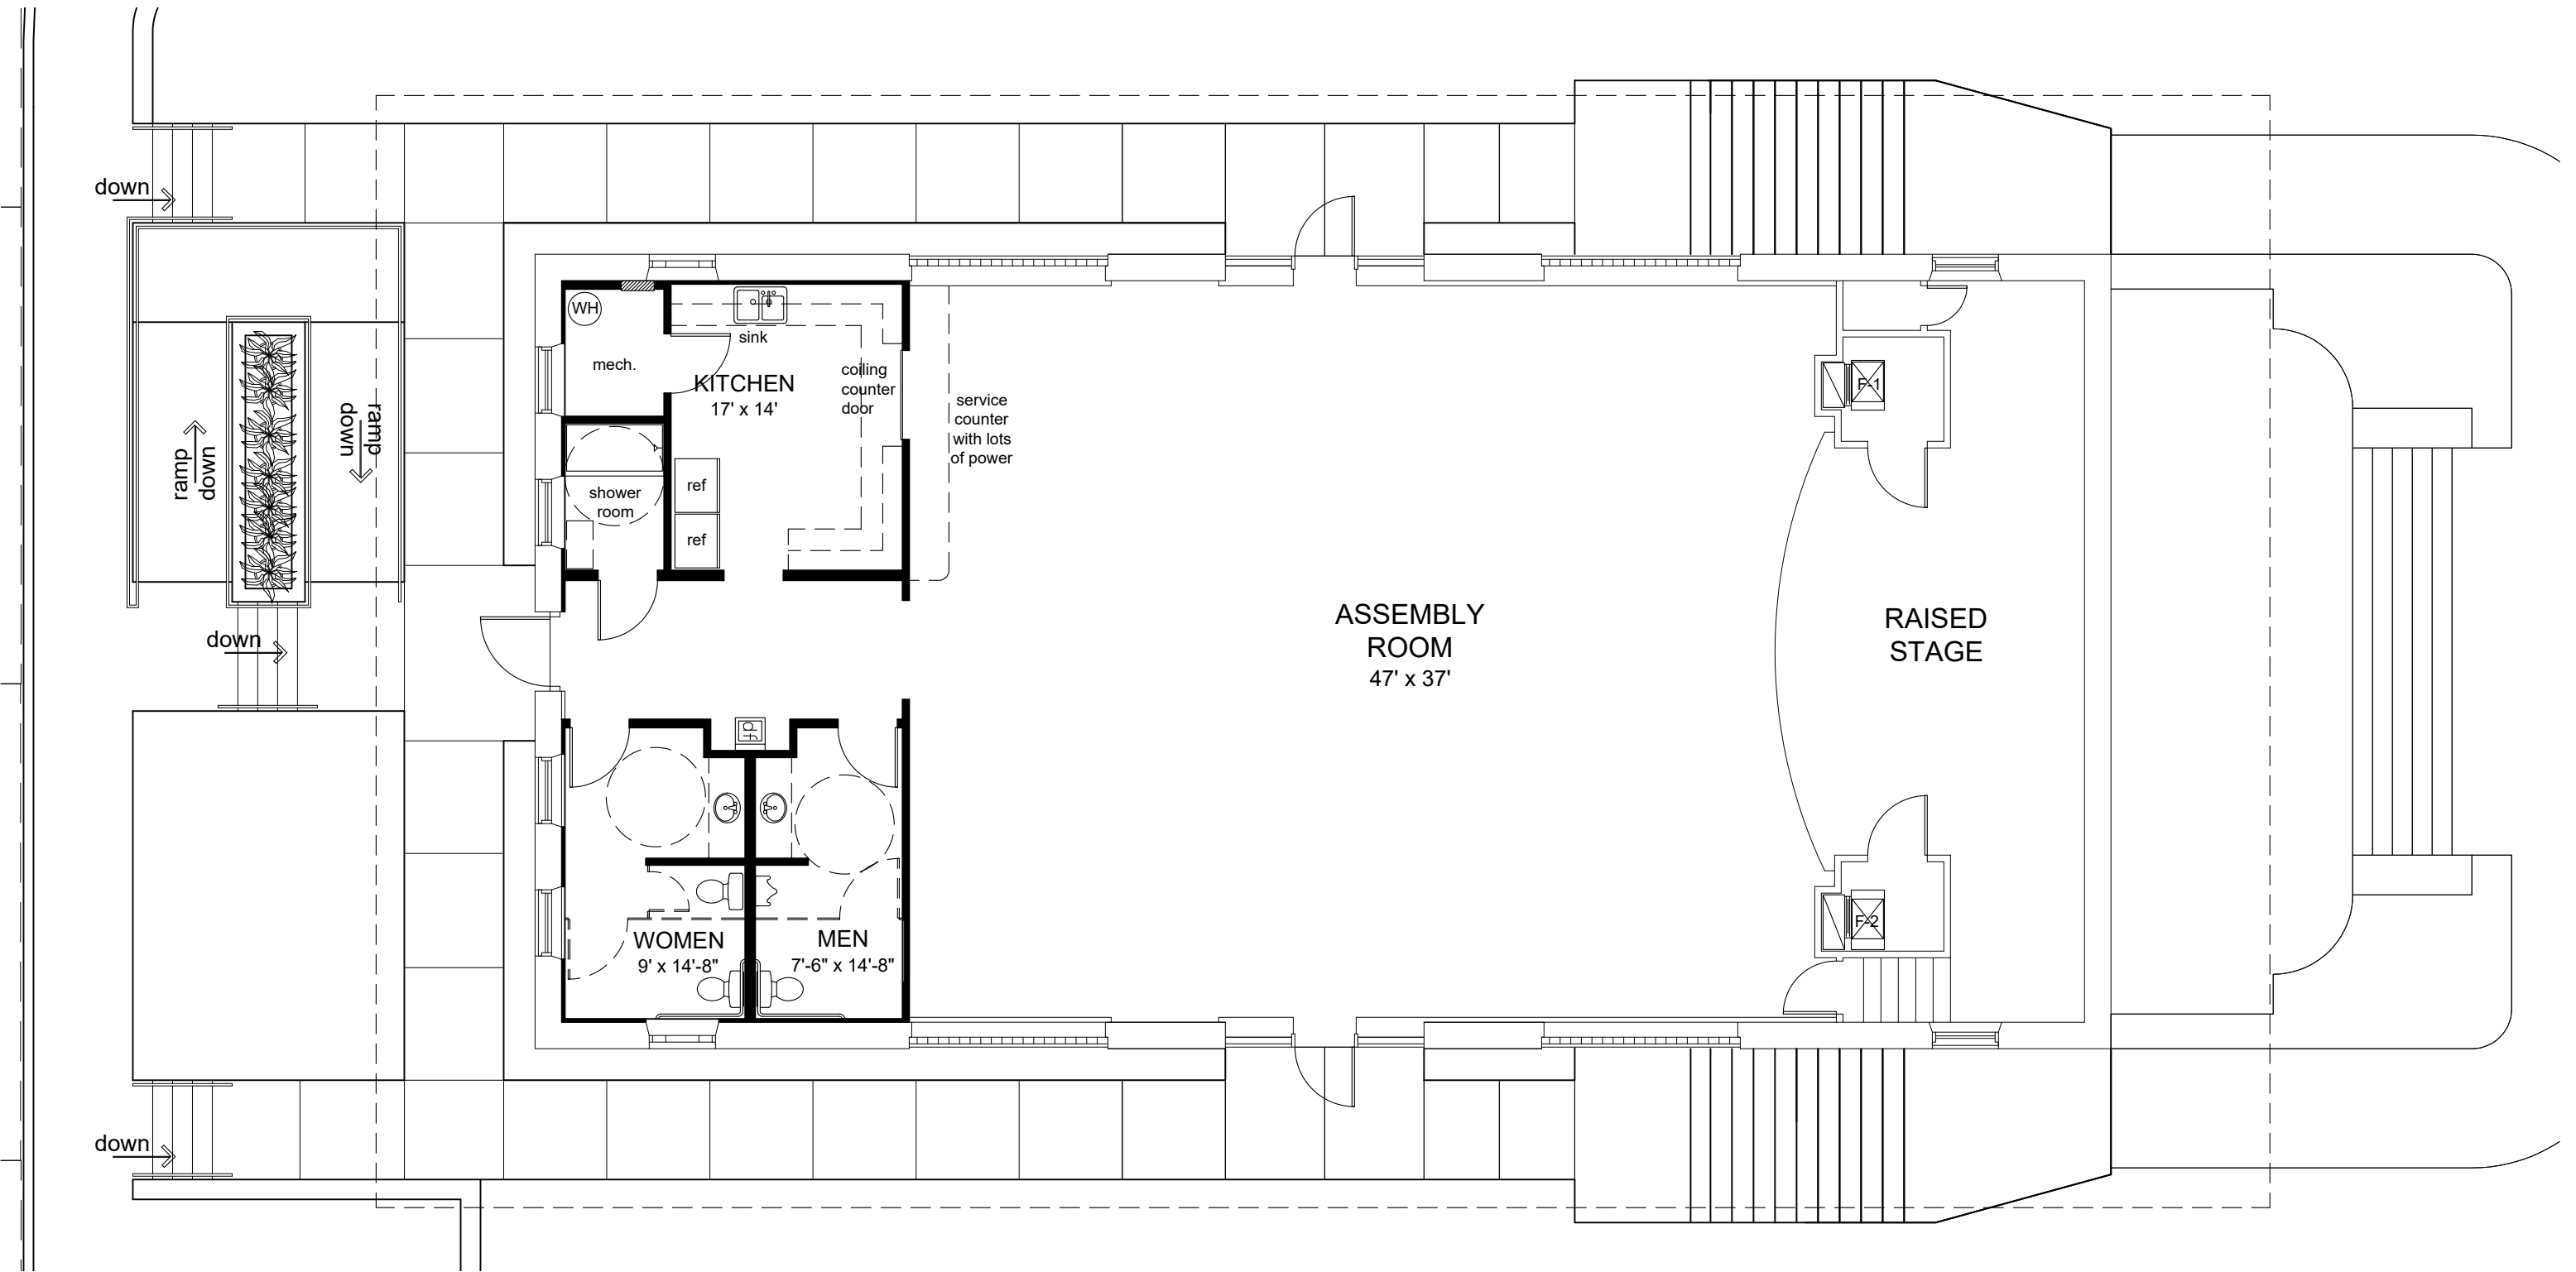 down
WH
sink
mech.
KITCHEN
17' x 14'
coiling
counter
door
service
counter
with lots
of power
F-1
ramp
down
ramp
down
shower
room
ref
ref
down
ASSEMBLY
ROOM
47' x 37'
RAISED
STAGE
F-2
WOMEN
9' x 14'-8"
MEN
7'-6" x 14'-8"
down